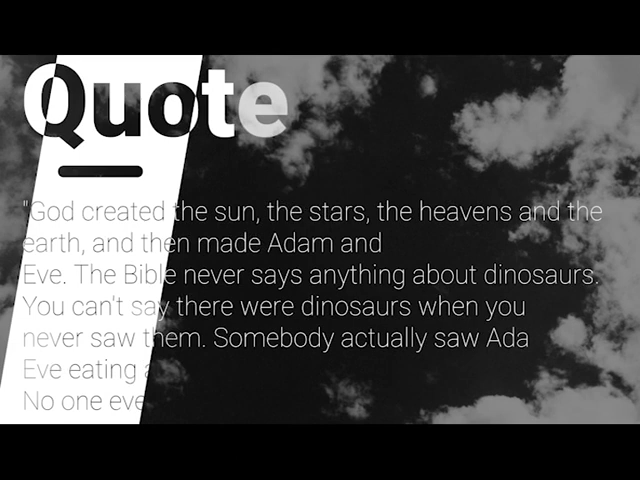 Quote
"God created the sun, the stars, the heavens and the
earth, and then made Adam and
Eve. The Bible never says anything about dinosaurs.
You can't say there were dinosaurs when you
never saw them. Somebody actually saw Ada
Eve eating a
No one eve